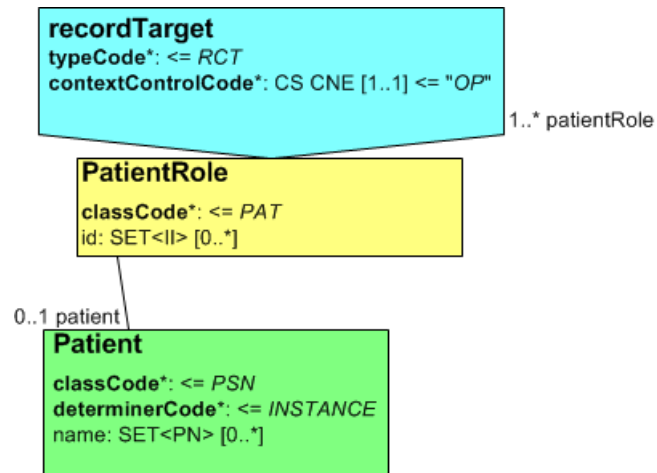 recordTarget
typeCode*: <= RCT
contextControlCode*: CS CNE [1..1] <= "OP"
1..* patientRole
PatientRole
classCode*: <= PAT
id: SET<II> [0..*]
0..1 patient
Patient
classCode*: <= PSN
determinerCode*: <= INSTANCE
name: SET<PN> [0..*]